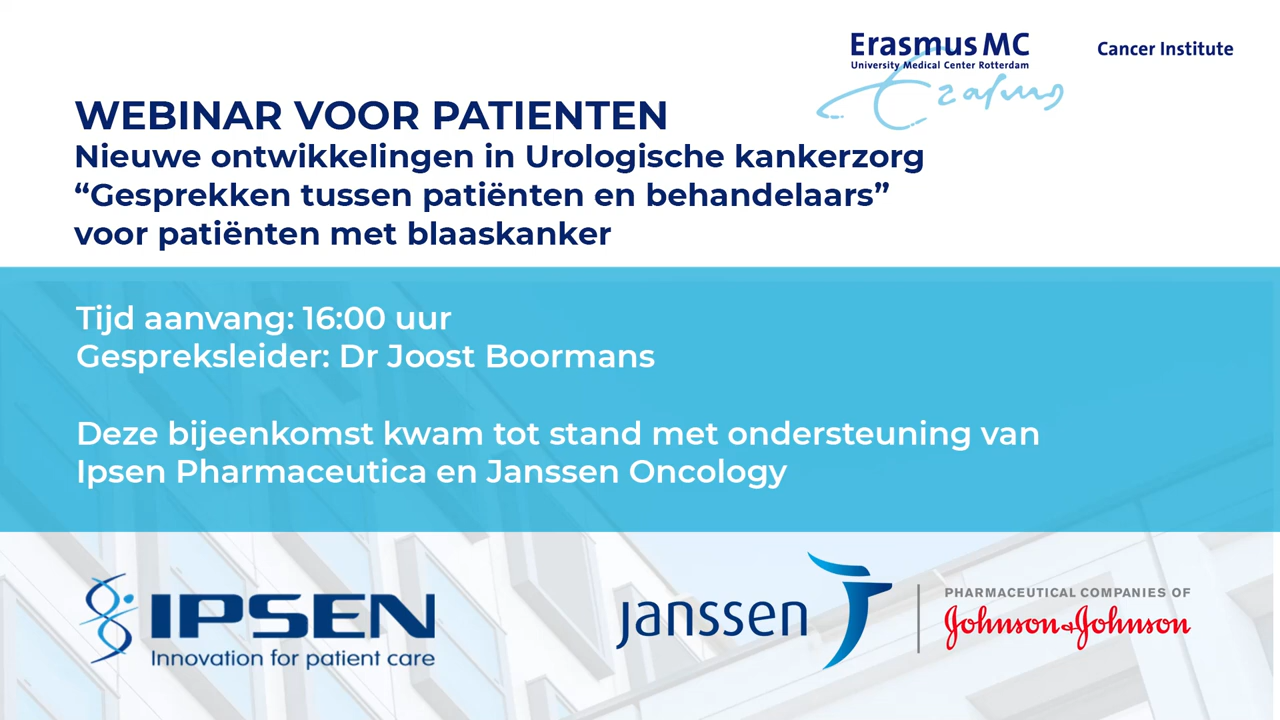 Erasmus MC
University Medical Center Rotterdam
Erasmus
Cancer Institute
WEBINAR VOOR PATIENTEN
Nieuwe ontwikkelingen in Urologische kankerzorg
“Gesprekken tussen patiënten en behandelaars”
voor patiënten met blaaskanker
Tijd aanvang: 16:00 uur
Gespreksleider: Dr Joost Boormans
Deze bijeenkomst kwam tot stand met ondersteuning van
Ipsen Pharmaceutica en Janssen Oncology
IPSEN
Innovation for patient care
janssen
PHARMACEUTICAL COMPANIES OF
Johnson & Johnson